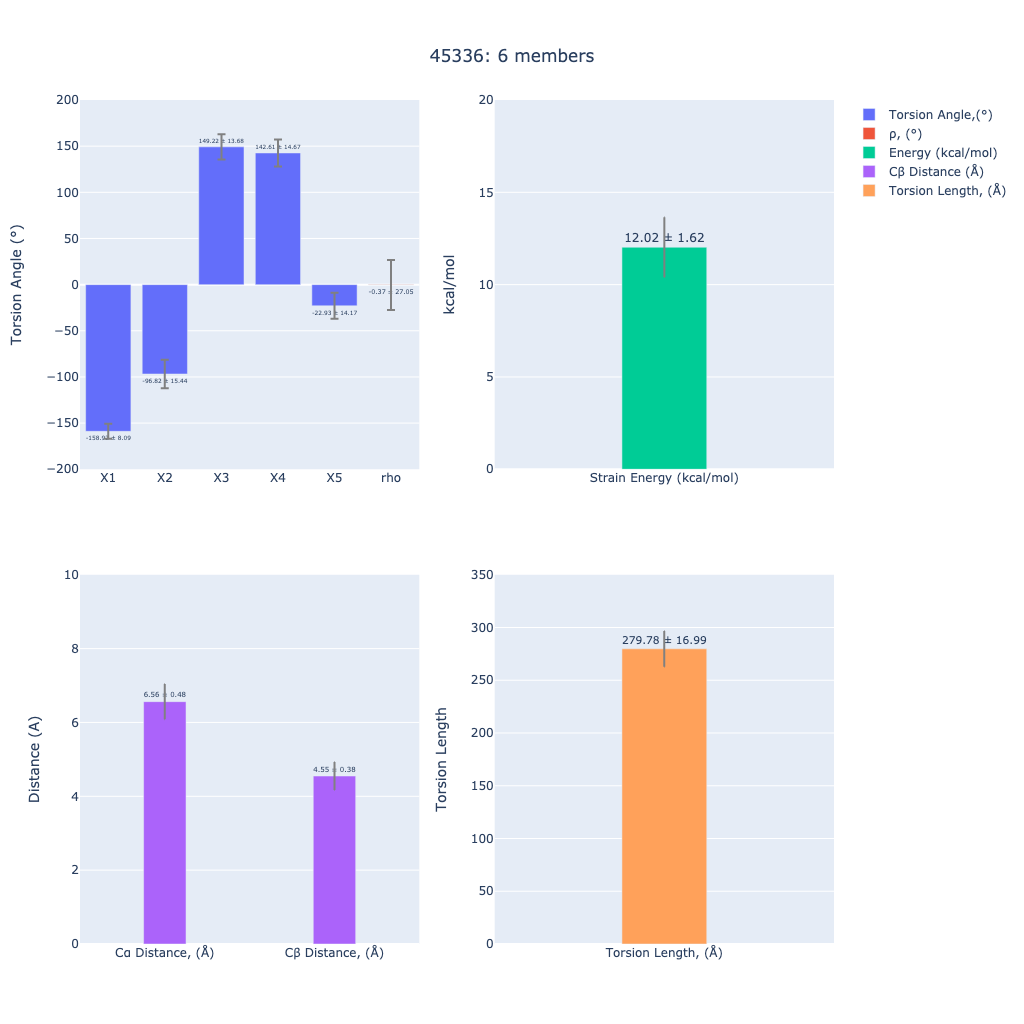 45336: 6 members
Torsion Angle (°)
200
150
100
50
0
−50
−100
−150
−200
149.22 ± 13.68
142.61 ± 14.67
-0.37 ± 27.05
-22.93 ± 14.17
-96.82 ± 15.44
± 8.09
X1 X2 X3 X4 X5 rho
kcal/mol
20
15
10
5
0
12.02 ± 1.62
Strain Energy (kcal/mol)
Torsion Angle,(°)
ρ, (°)
Energy (kcal/mol)
Cβ Distance (Å)
Torsion Length, (Å)
Distance (A)
10
8
6
4
2
0
6.56 ± 0.48
4.55 ± 0.38
Cα Distance, (Å) Cβ Distance, (Å)
Torsion Length
350
300
250
200
150
100
50
0
279.78 ± 16.99
Torsion Length, (Å)